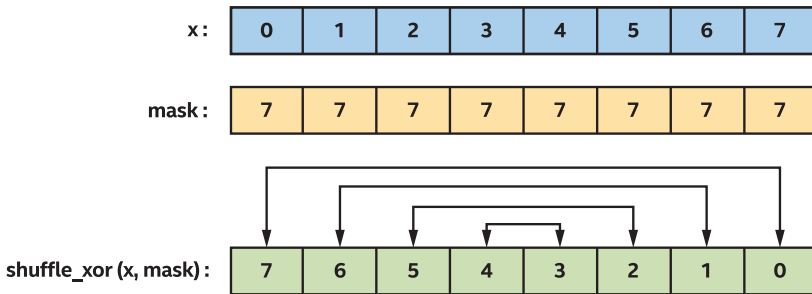 x: 0 1 2 3 4 5 6 7
mask: 7 7 7 7 7 7 7 7
shuffle_xor (x, mask): 7 6 5 4 3 2 1 0